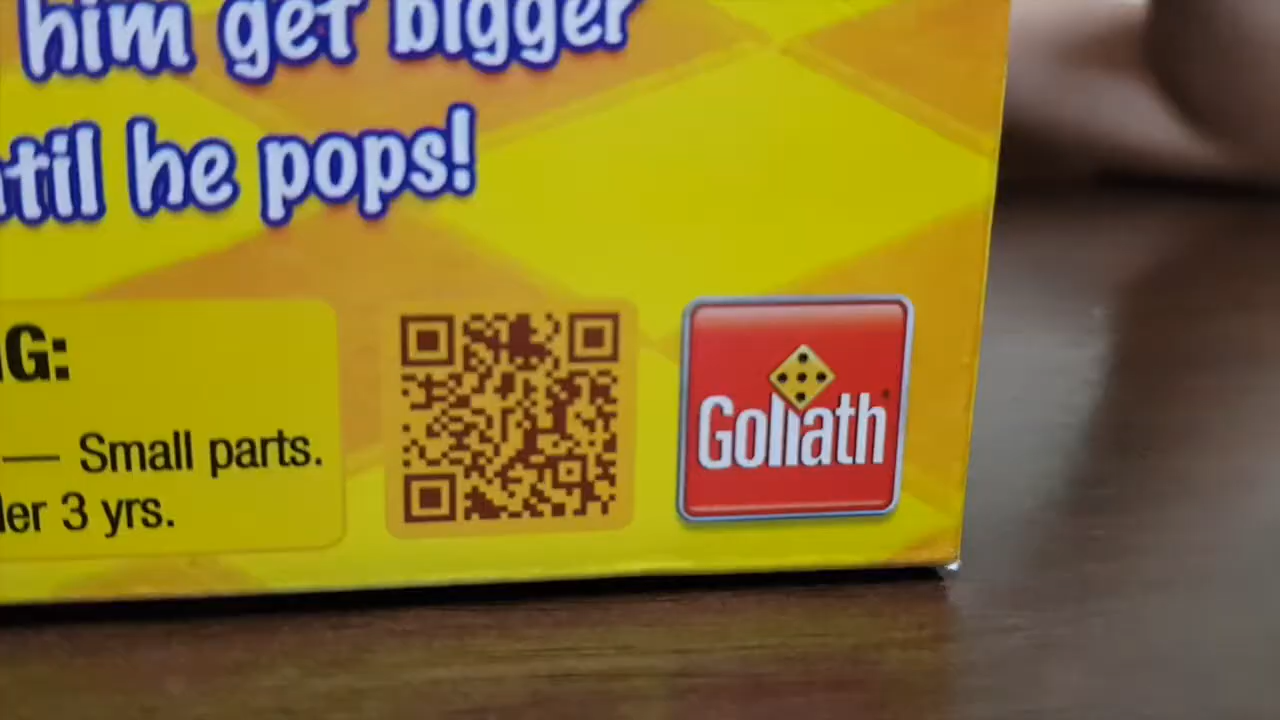 him get bigger
til he pops!
G:
— Small parts.
er 3 yrs.
Goliath